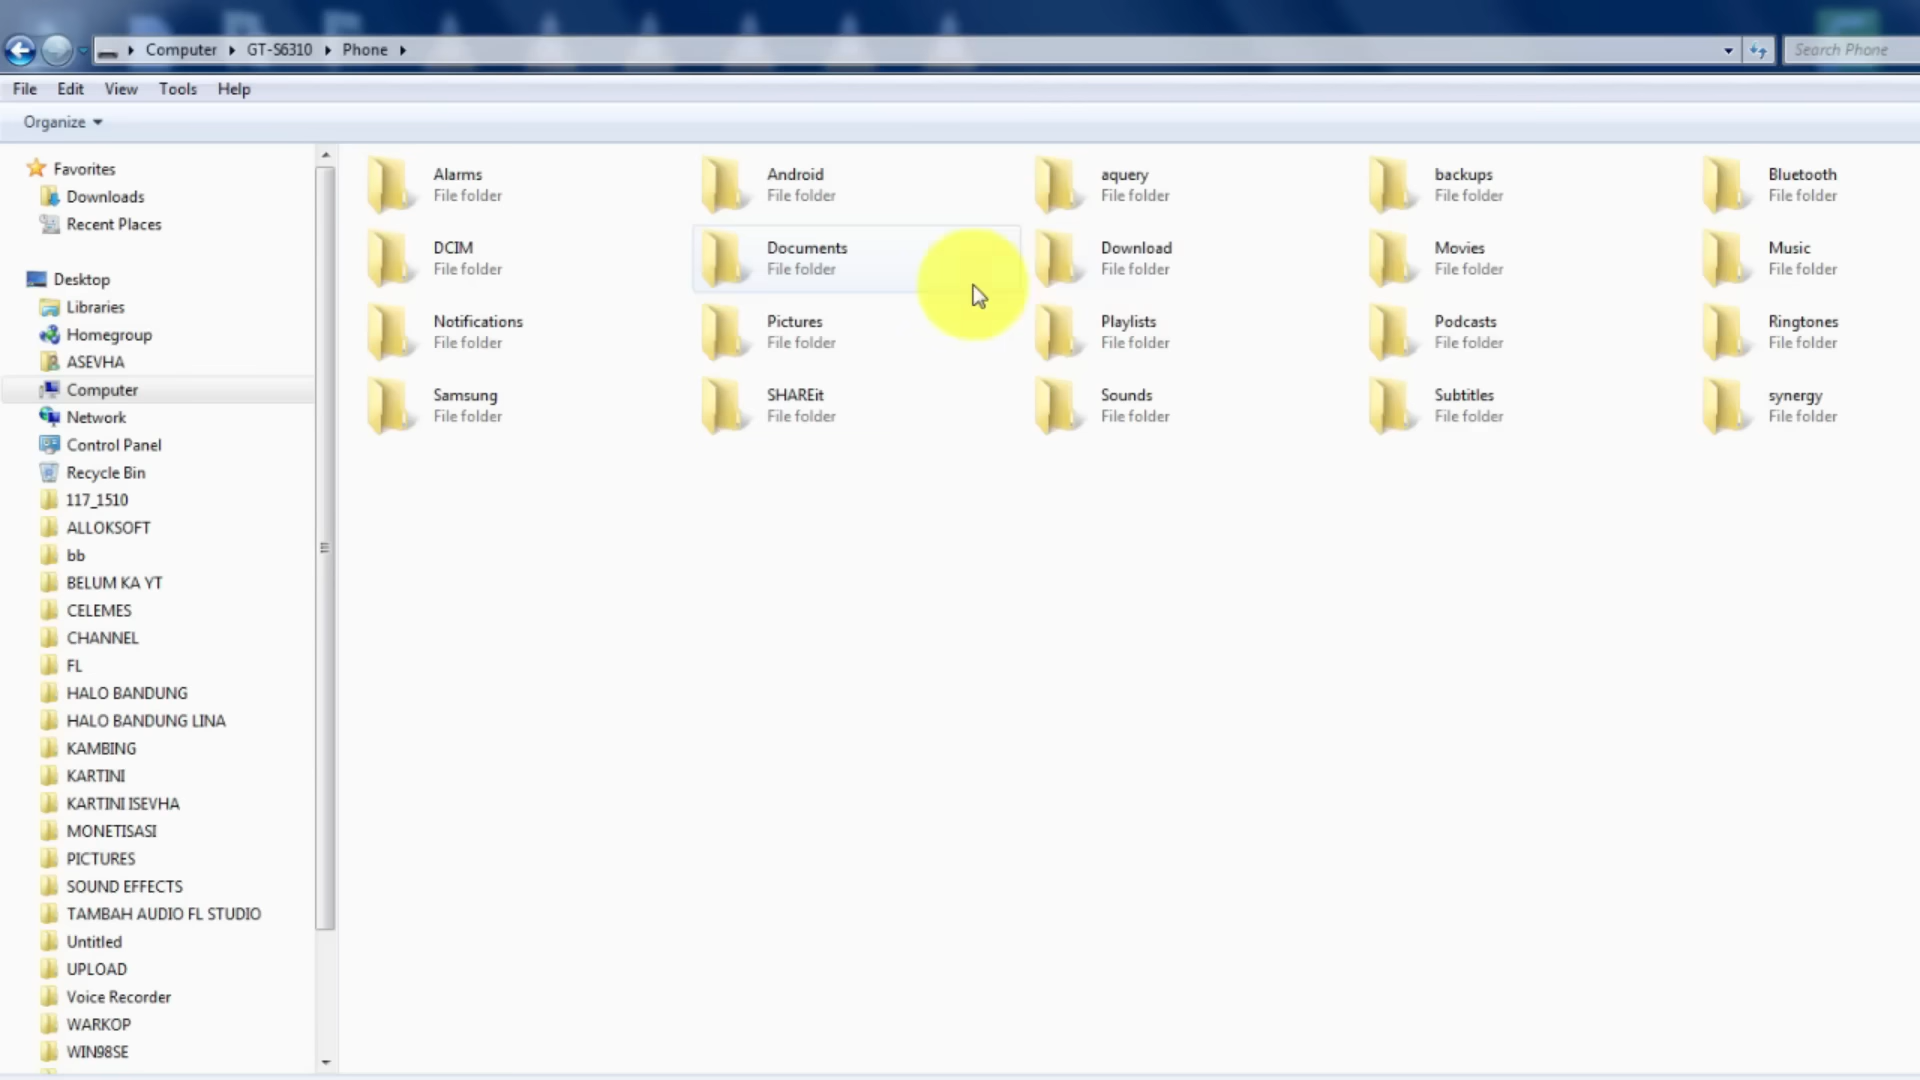 Computer GT-S6310 Phone
Search Phone
File Edit View Tools Help
Organize
Favorites
Downloads
Recent Places
Desktop
Libraries
Homegroup
ASEVHA
Computer
Network
Control Panel
Recycle Bin
117_1510
ALLOKSOFT
bb
BELUM KA YT
CELEMES
CHANNEL
FL
HALO BANDUNG
HALO BANDUNG LINA
KAMBING
KARTINI
KARTINI ISEVHA
MONETISASI
PICTURES
SOUND EFFECTS
TAMBAH AUDIO FL STUDIO
Untitled
UPLOAD
Voice Recorder
WARKOP
WIN98SE
Alarms Android aquery backups Bluetooth
File folder File folder File folder File folder File folder
DCIM Documents Download Movies Music
File folder File folder File folder File folder File folder
Notifications Pictures Playlists Podcasts Ringtones
File folder File folder File folder File folder File folder
Samsung SHAREit Sounds Subtitles synergy
File folder File folder File folder File folder File folder